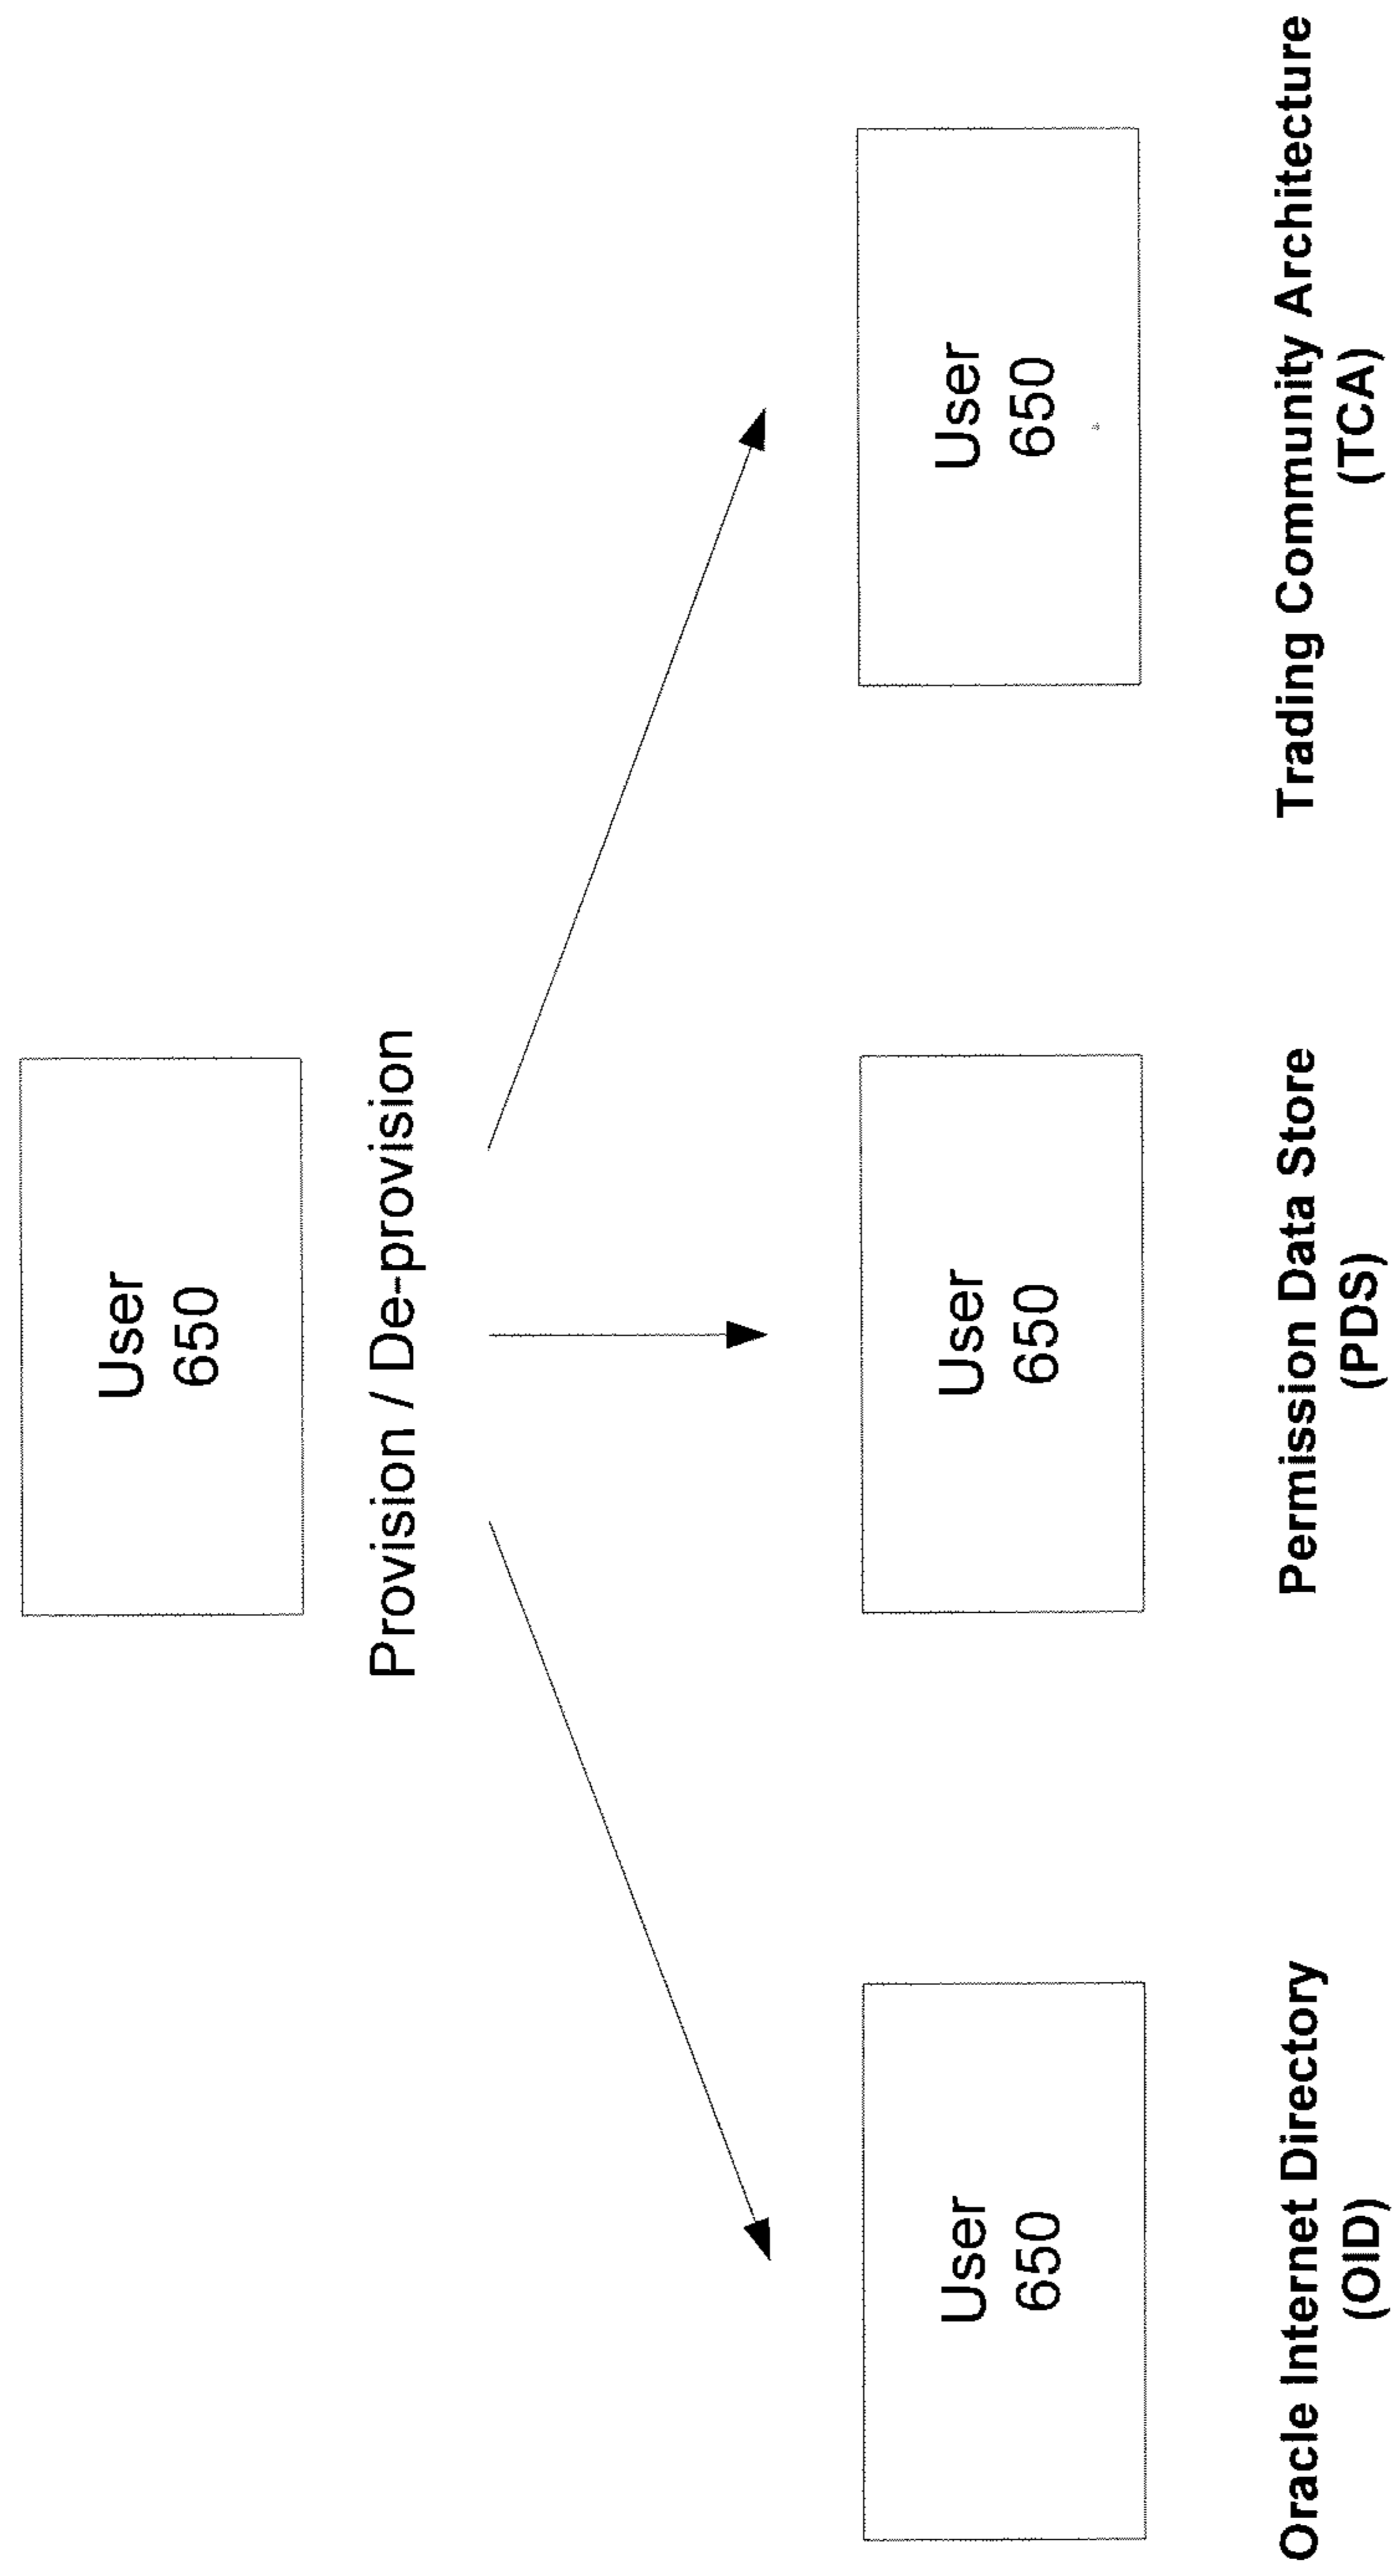 User
650
Provision / De-provision
User
650
User
650
User
650
Oracle Internet Directory
(OID)
Permission Data Store
(PDS)
Trading Community Architecture
(TCA)